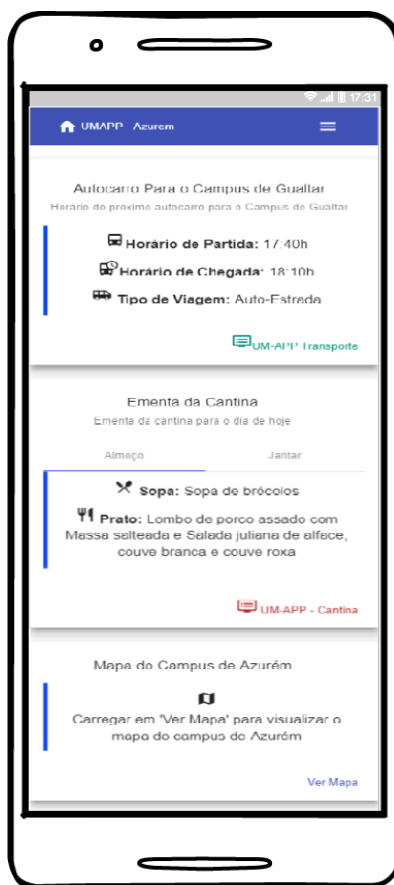 17:31
UMAPP - Azurém
Autocarro Para o Campus de Gualtar
Horário do proximo autocarro para o Campus de Gualtar
Horário de Partida: 17:40h
Horário de Chegada: 18:10h
Tipo de Viagem: Auto-Estrada
UM-APP Transporte
Ementa da Cantina
Ementa da cantina para o dia de hoje
Almoço Jantar
Sopa: Sopa de brócolos
Prato: Lombo de porco assado com
Massa salteada e Salada juliana de alface,
couve branca e couve roxa
UM-APP - Cantina
Mapa do Campus de Azurém
Carregar em 'Ver Mapa' para visualizar o
mapa do campus de Azurém
Ver Mapa